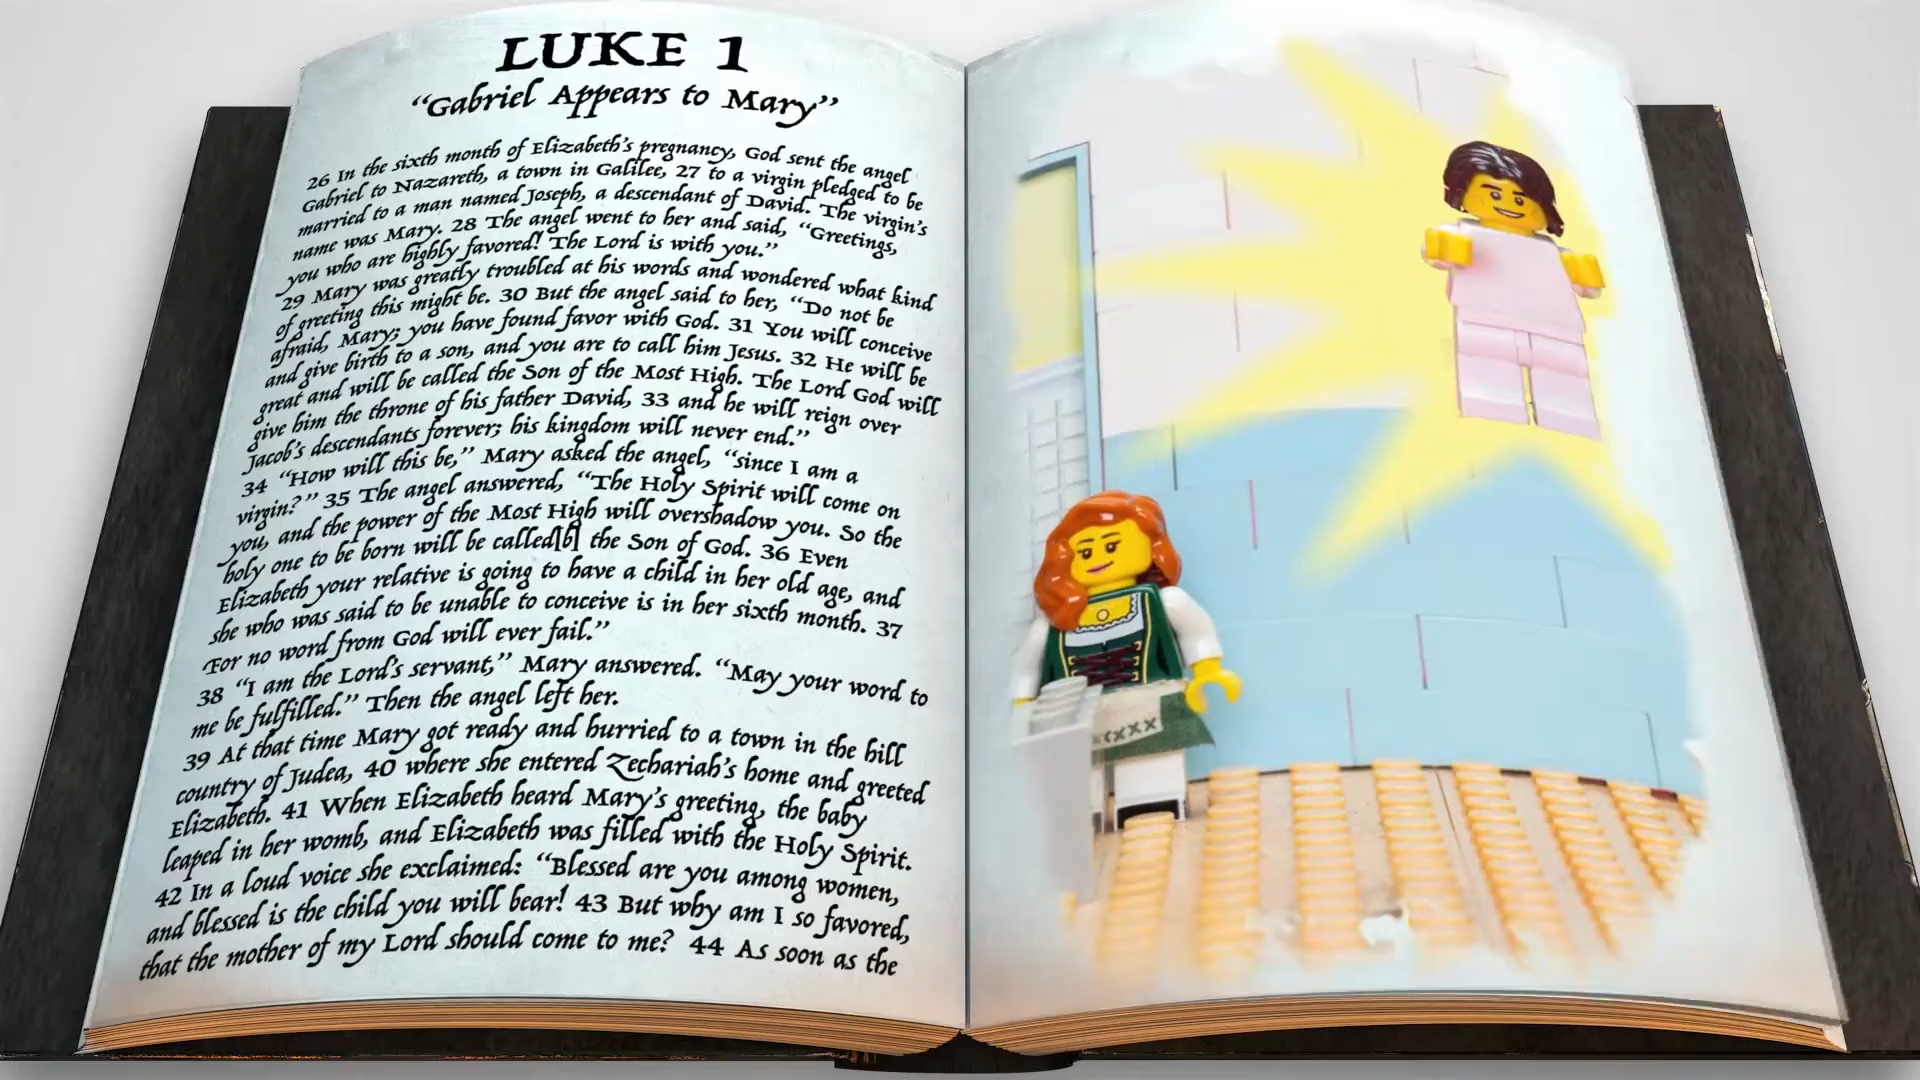 LUKE 1
“Gabriel Appears to Mary”
26 In the sixth month of Elizabeth’s pregnancy, God sent the angel
Gabriel to Nazareth, a town in Galilee, 27 to a virgin pledged to be
married to a man named Joseph, a descendant of David. The virgin’s
name was Mary. 28 The angel went to her and said, “Greetings,
you who are highly favored! The Lord is with you.”
29 Mary was greatly troubled at his words and wondered what kind
of greeting this might be. 30 But the angel said to her, “Do not be
afraid, Mary; you have found favor with God. 31 You will conceive
and give birth to a son, and you are to call him Jesus. 32 He will be
great and will be called the Son of the Most High. The Lord God will
give him the throne of his father David, 33 and he will reign over
Jacob’s descendants forever; his kingdom will never end.”
34 “How will this be,” Mary asked the angel, “since I am a
virgin?” 35 The angel answered, “The Holy Spirit will come on
you, and the power of the Most High will overshadow you. So the
holy one to be born will be called[b] the Son of God. 36 Even
Elizabeth your relative is going to have a child in her old age, and
she who was said to be unable to conceive is in her sixth month. 37
For no word from God will ever fail.”
38 “I am the Lord’s servant,” Mary answered. “May your word to
me be fulfilled.” Then the angel left her.
39 At that time Mary got ready and hurried to a town in the hill
country of Judea, 40 where she entered Zechariah’s home and greeted
Elizabeth. 41 When Elizabeth heard Mary’s greeting, the baby
leaped in her womb, and Elizabeth was filled with the Holy Spirit.
42 In a loud voice she exclaimed: “Blessed are you among women,
and blessed is the child you will bear! 43 But why am I so favored,
that the mother of my Lord should come to me? 44 As soon as the